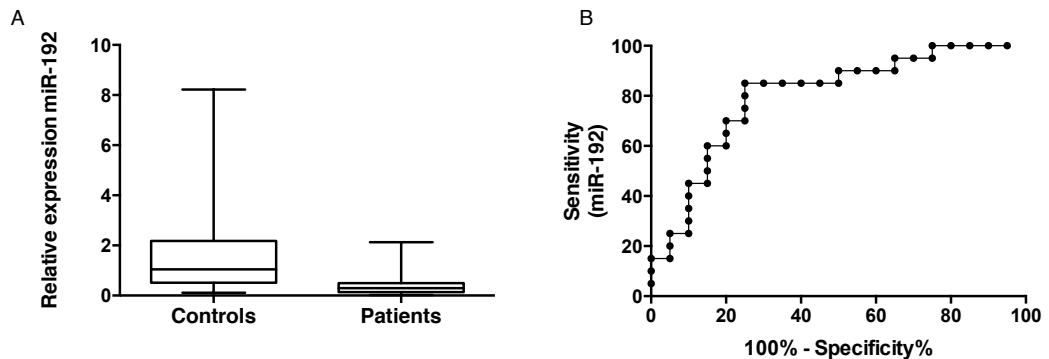 A
Relative expression miR-192
10
8
6
4
2
0
Controls
Patients
B
Sensitivity
(miR-192)
100
80
60
40
20
0
0
20
40
60
80
100
100% - Specificity%